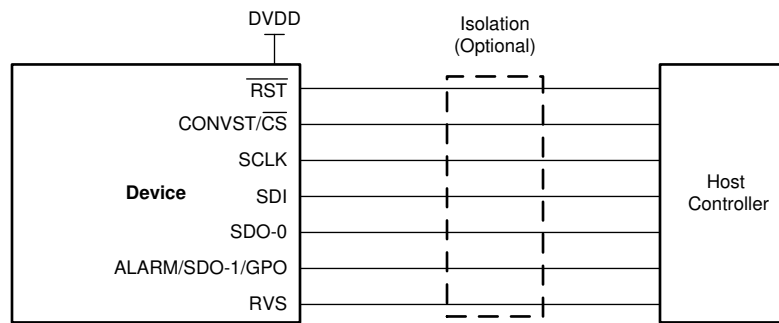 DVDD
Isolation
(Optional)
RST
CONVST/CS
SCLK
Device
SDI
SDO-0
ALARM/SDO-1/GPO
RVS
Host
Controller